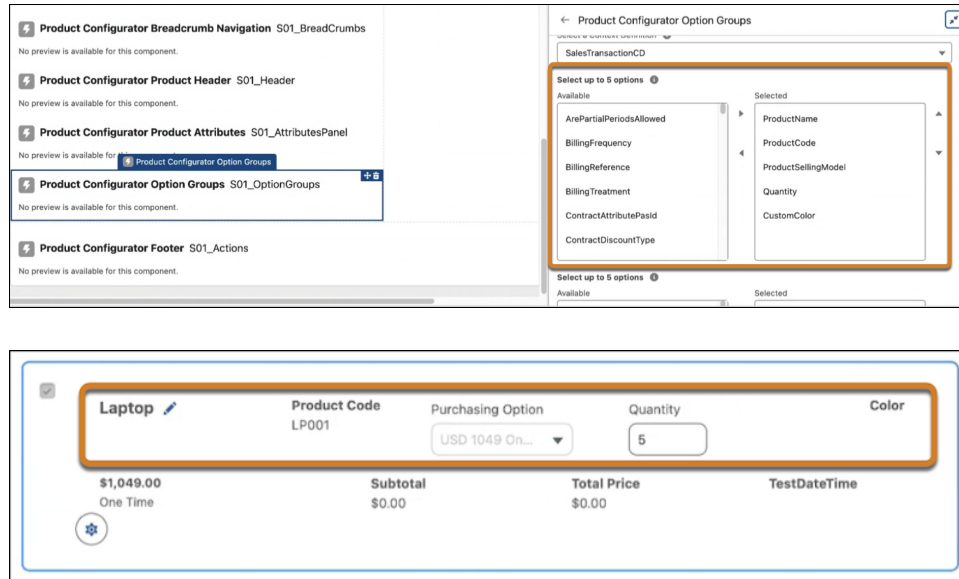 Product Configurator Breadcrumb Navigation S01_BreadCrumbs
No preview is available for this component.
Product Configurator Product Header S01_Header
No preview is available for this component.
Product Configurator Product Attributes S01_AttributesPanel
No preview is available for
Product Configurator Option Groups
Product Configurator Option Groups S01_OptionGroups
No preview is available for this component.
Product Configurator Footer S01_Actions
No preview is available for this component.
Product Configurator Option Groups
Select a Context Definition
SalesTransactionCD
Select up to 5 options
Available
ArePartialPeriodsAllowed
BillingFrequency
BillingReference
BillingTreatment
ContractAttributePasId
ContractDiscountType
Selected
ProductName
ProductCode
ProductSellingModel
Quantity
CustomColor
Select up to 5 options
Available Selected
Laptop Product Code Purchasing Option Quantity Color
LP001 USD 1049 On... 5
$1,049.00 Subtotal Total Price TestDateTime
One Time $0.00 $0.00